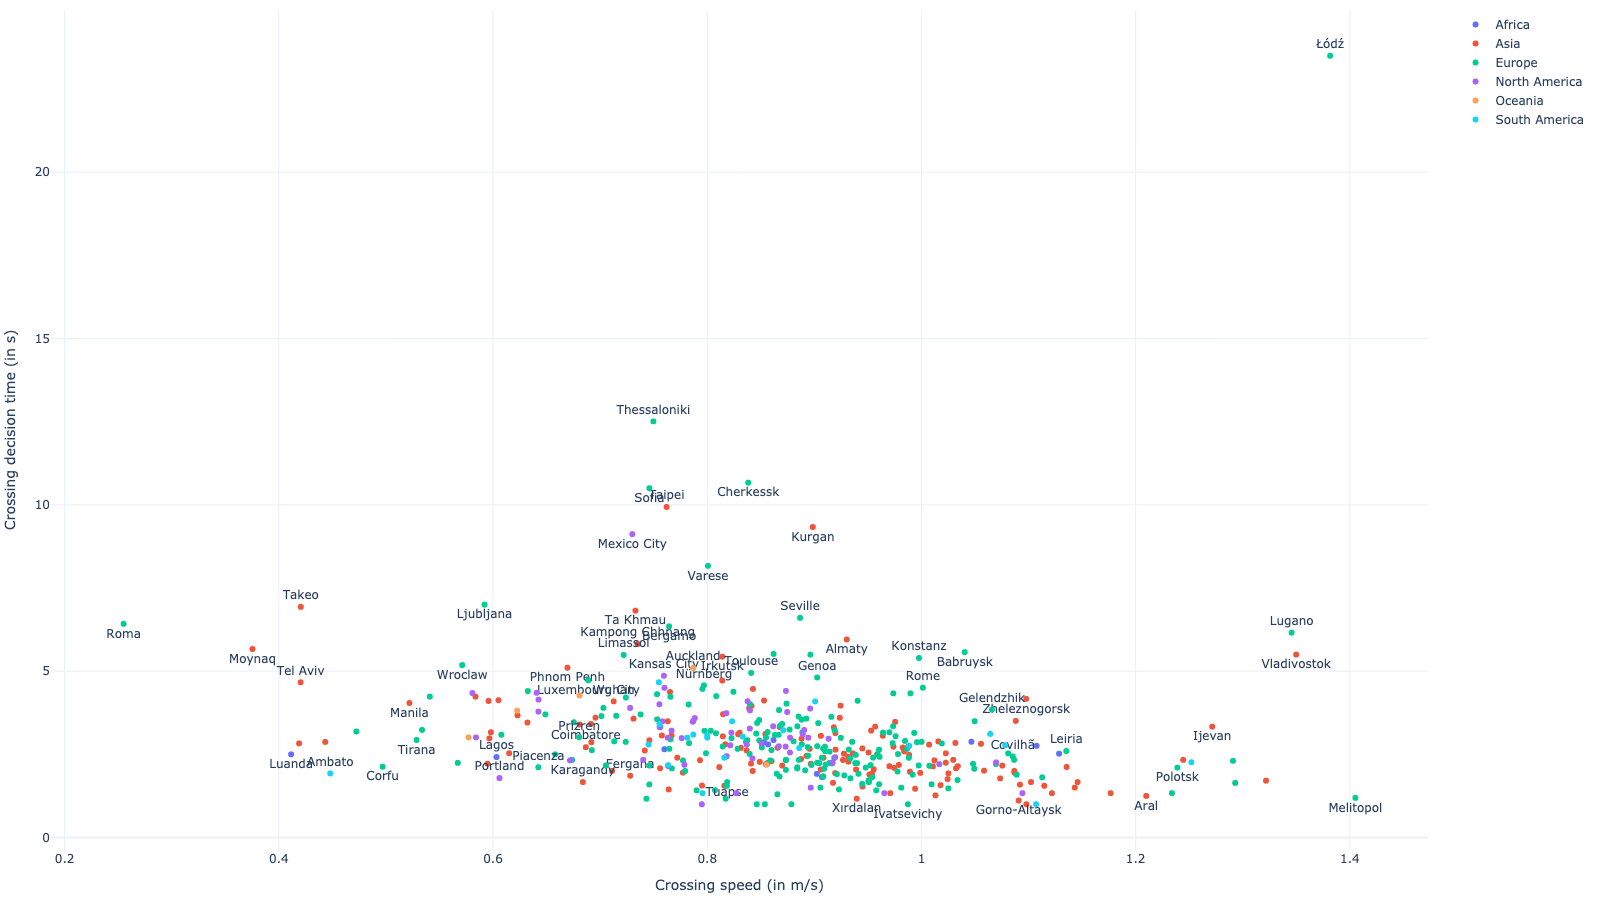 Łódź
Africa
Asia
Europe
North America
Oceania
South America
20
15
10
5
0
Crossing decision time (in s)
Thessaloniki
Sofia
Taipei
Cherkessk
Mexico City
Kurgan
Varese
Takeo
Ljubljana
Seville
Ta Khmau
Roma
Kampong Chhnang
Bergamo
Limassol
Lugano
Moynaq
Auckland
Almaty
Konstanz
Babruysk
Vladivostok
Kansas City
Irkutsk
Toulouse
Genoa
Tel Aviv
Wroclaw
Phnom Penh
Nürnberg
Rome
Luxembourg City
Wuhan
Gelendzhik
Zheleznogorsk
Manila
Prizren
Coimbatore
Ijevan
Tirana
Lagos
Piacenza
Covilhã
Leiria
Luanda
Ambato
Portland
Karagandy
Fergana
Corfu
Polotsk
Tuapse
Xırdalan
Ivatsevichy
Gorno-Altaysk
Aral
Melitopol
0.2
0.4
0.6
0.8
1
1.2
1.4
Crossing speed (in m/s)